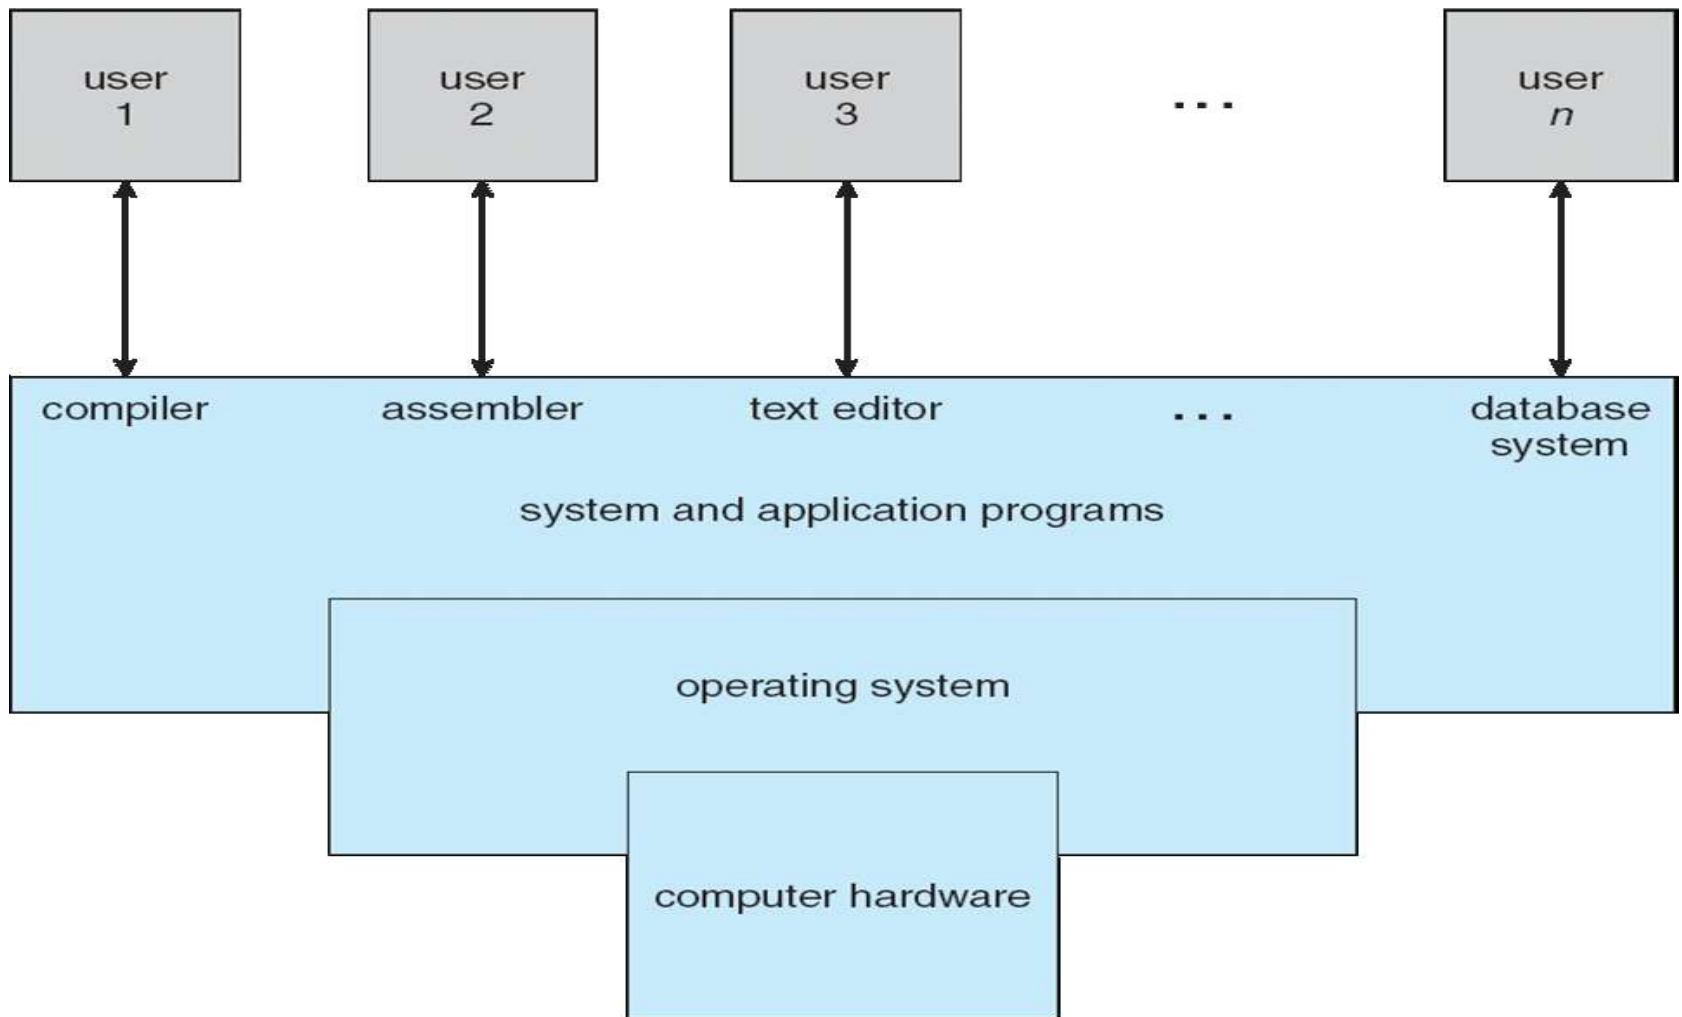 user
1
user
2
user
3
...
user
n
compiler
assembler
text editor
...
database
system
system and application programs
operating system
computer hardware